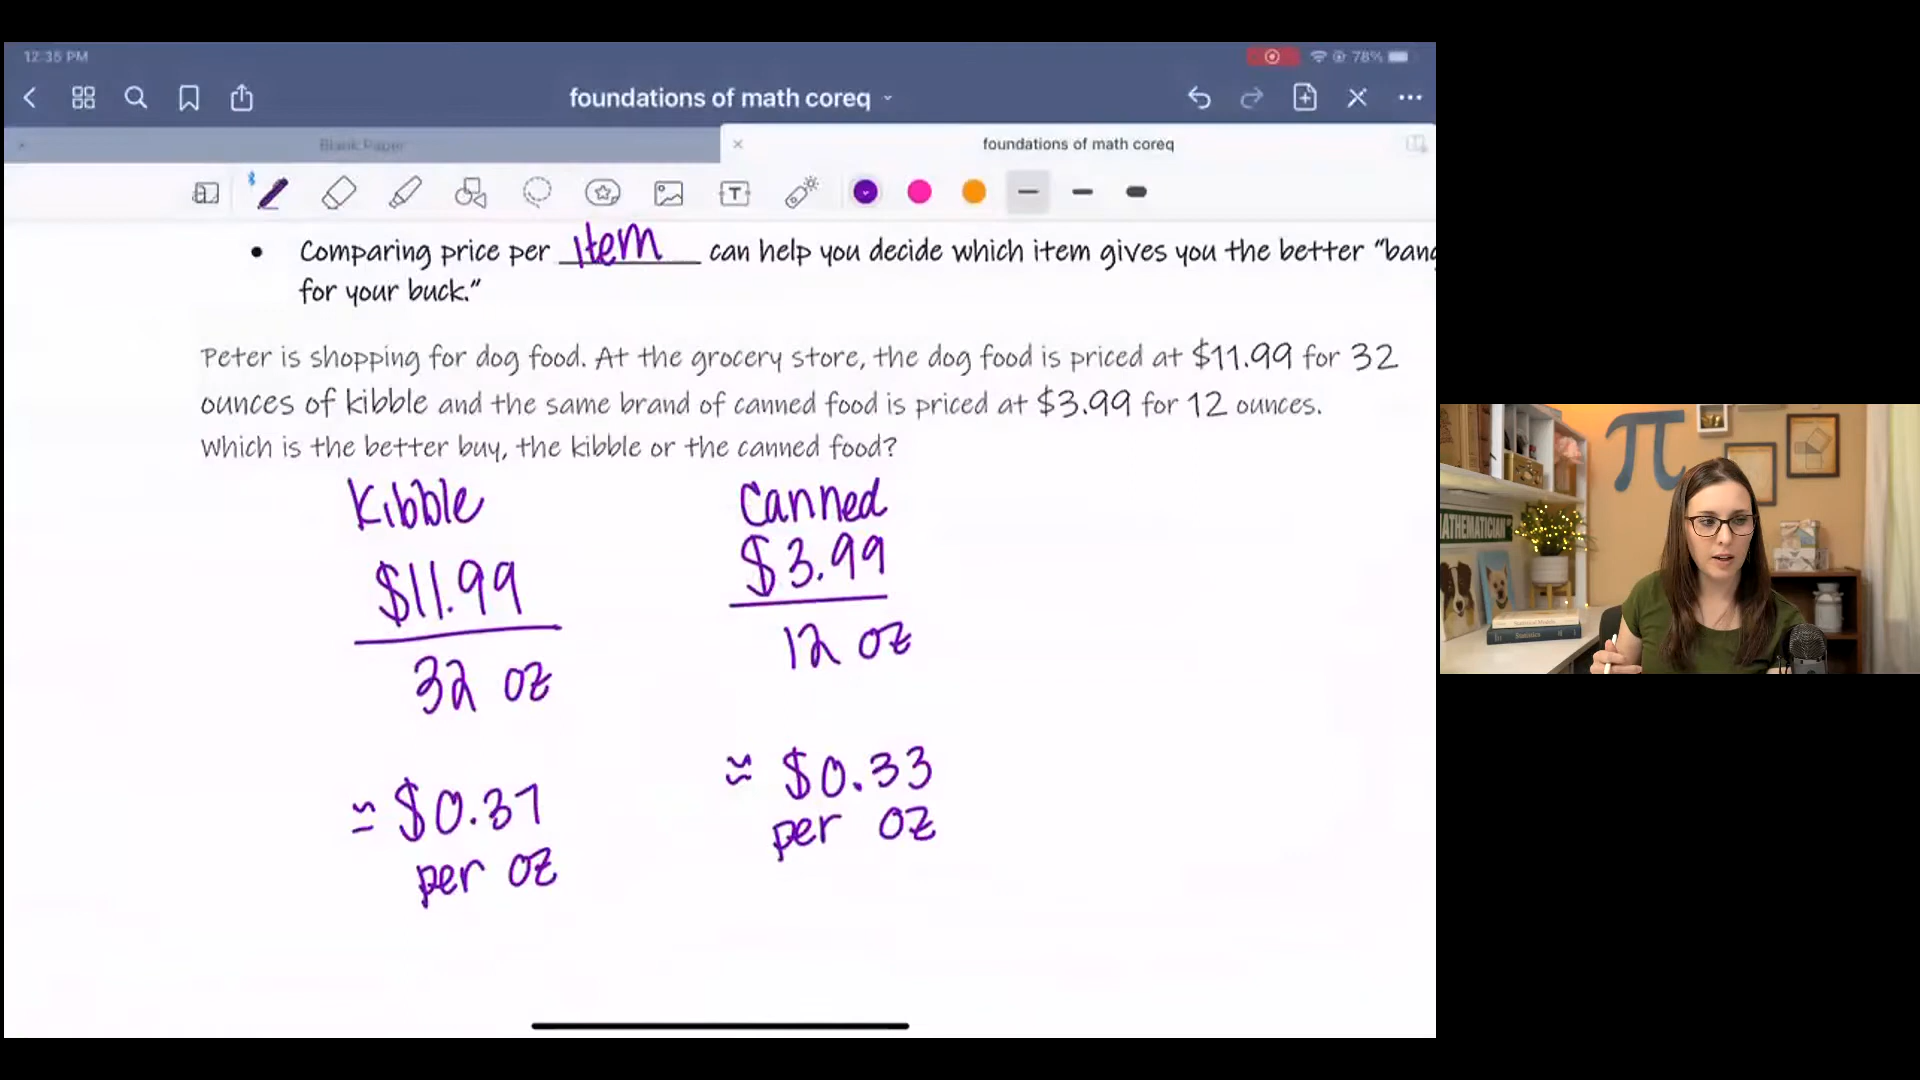 12:35 PM
78%
foundations of math coreq
Blank Paper
foundations of math coreq
T
• Comparing price per item can help you decide which item gives you the better “bang
for your buck.”
Peter is shopping for dog food. At the grocery store, the dog food is priced at $11.99 for 32
ounces of kibble and the same brand of canned food is priced at $3.99 for 12 ounces.
Which is the better buy, the kibble or the canned food?
Kibble
Canned
$11.99
$3.99
32 oz
12 oz
≈ $0.37
≈ $0.33
per oz
per oz
π
MATHEMATICIAN
Statistics